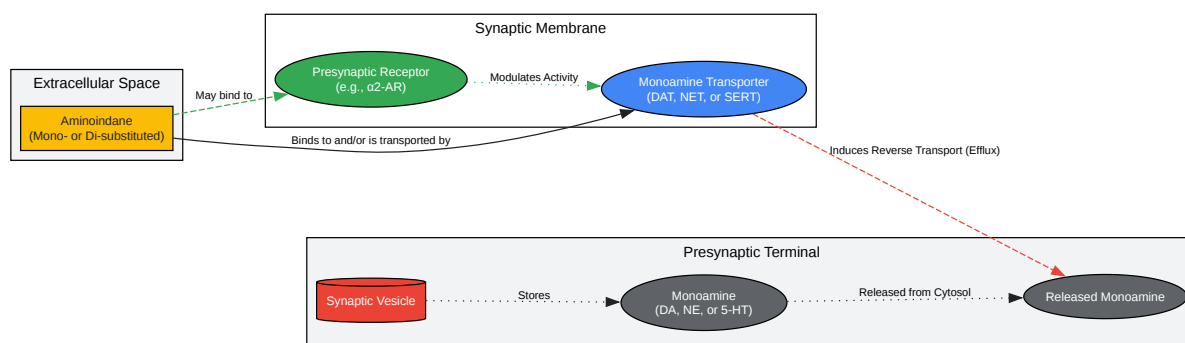 Synaptic Membrane
Extracellular Space
Presynaptic Receptor
(e.g., α2-AR)
Modulates Activity
Monoamine Transporter
(DAT, NET, or SERT)
May bind to
Aminoindane
(Mono- or Di-substituted)
Binds to and/or is transported by
Induces Reverse Transport (Efflux)
Presynaptic Terminal
Synaptic Vesicle
Stores
Monoamine
(DA, NE, or 5-HT)
Released from Cytosol
Released Monoamine